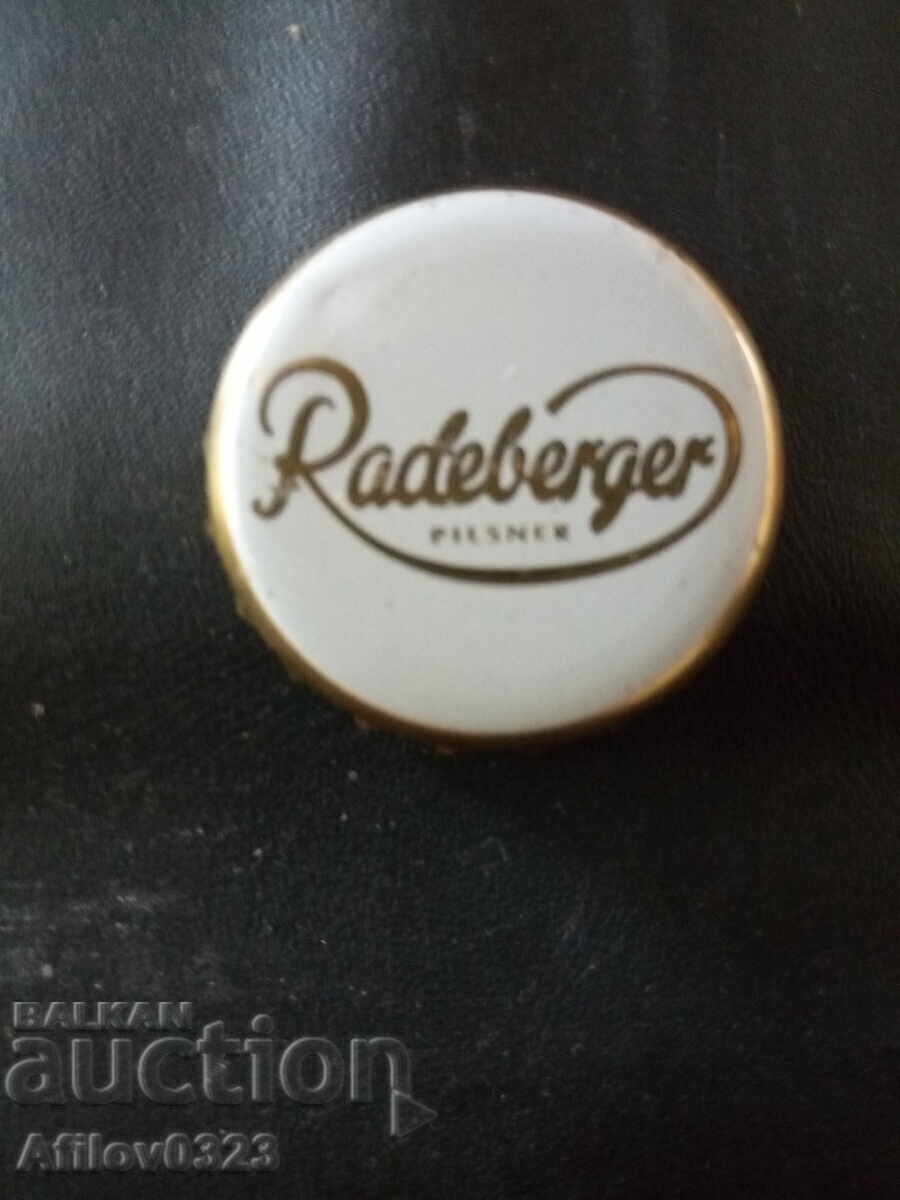 Radeberger
PILSNER
BALKAN
auction
Afilov0323